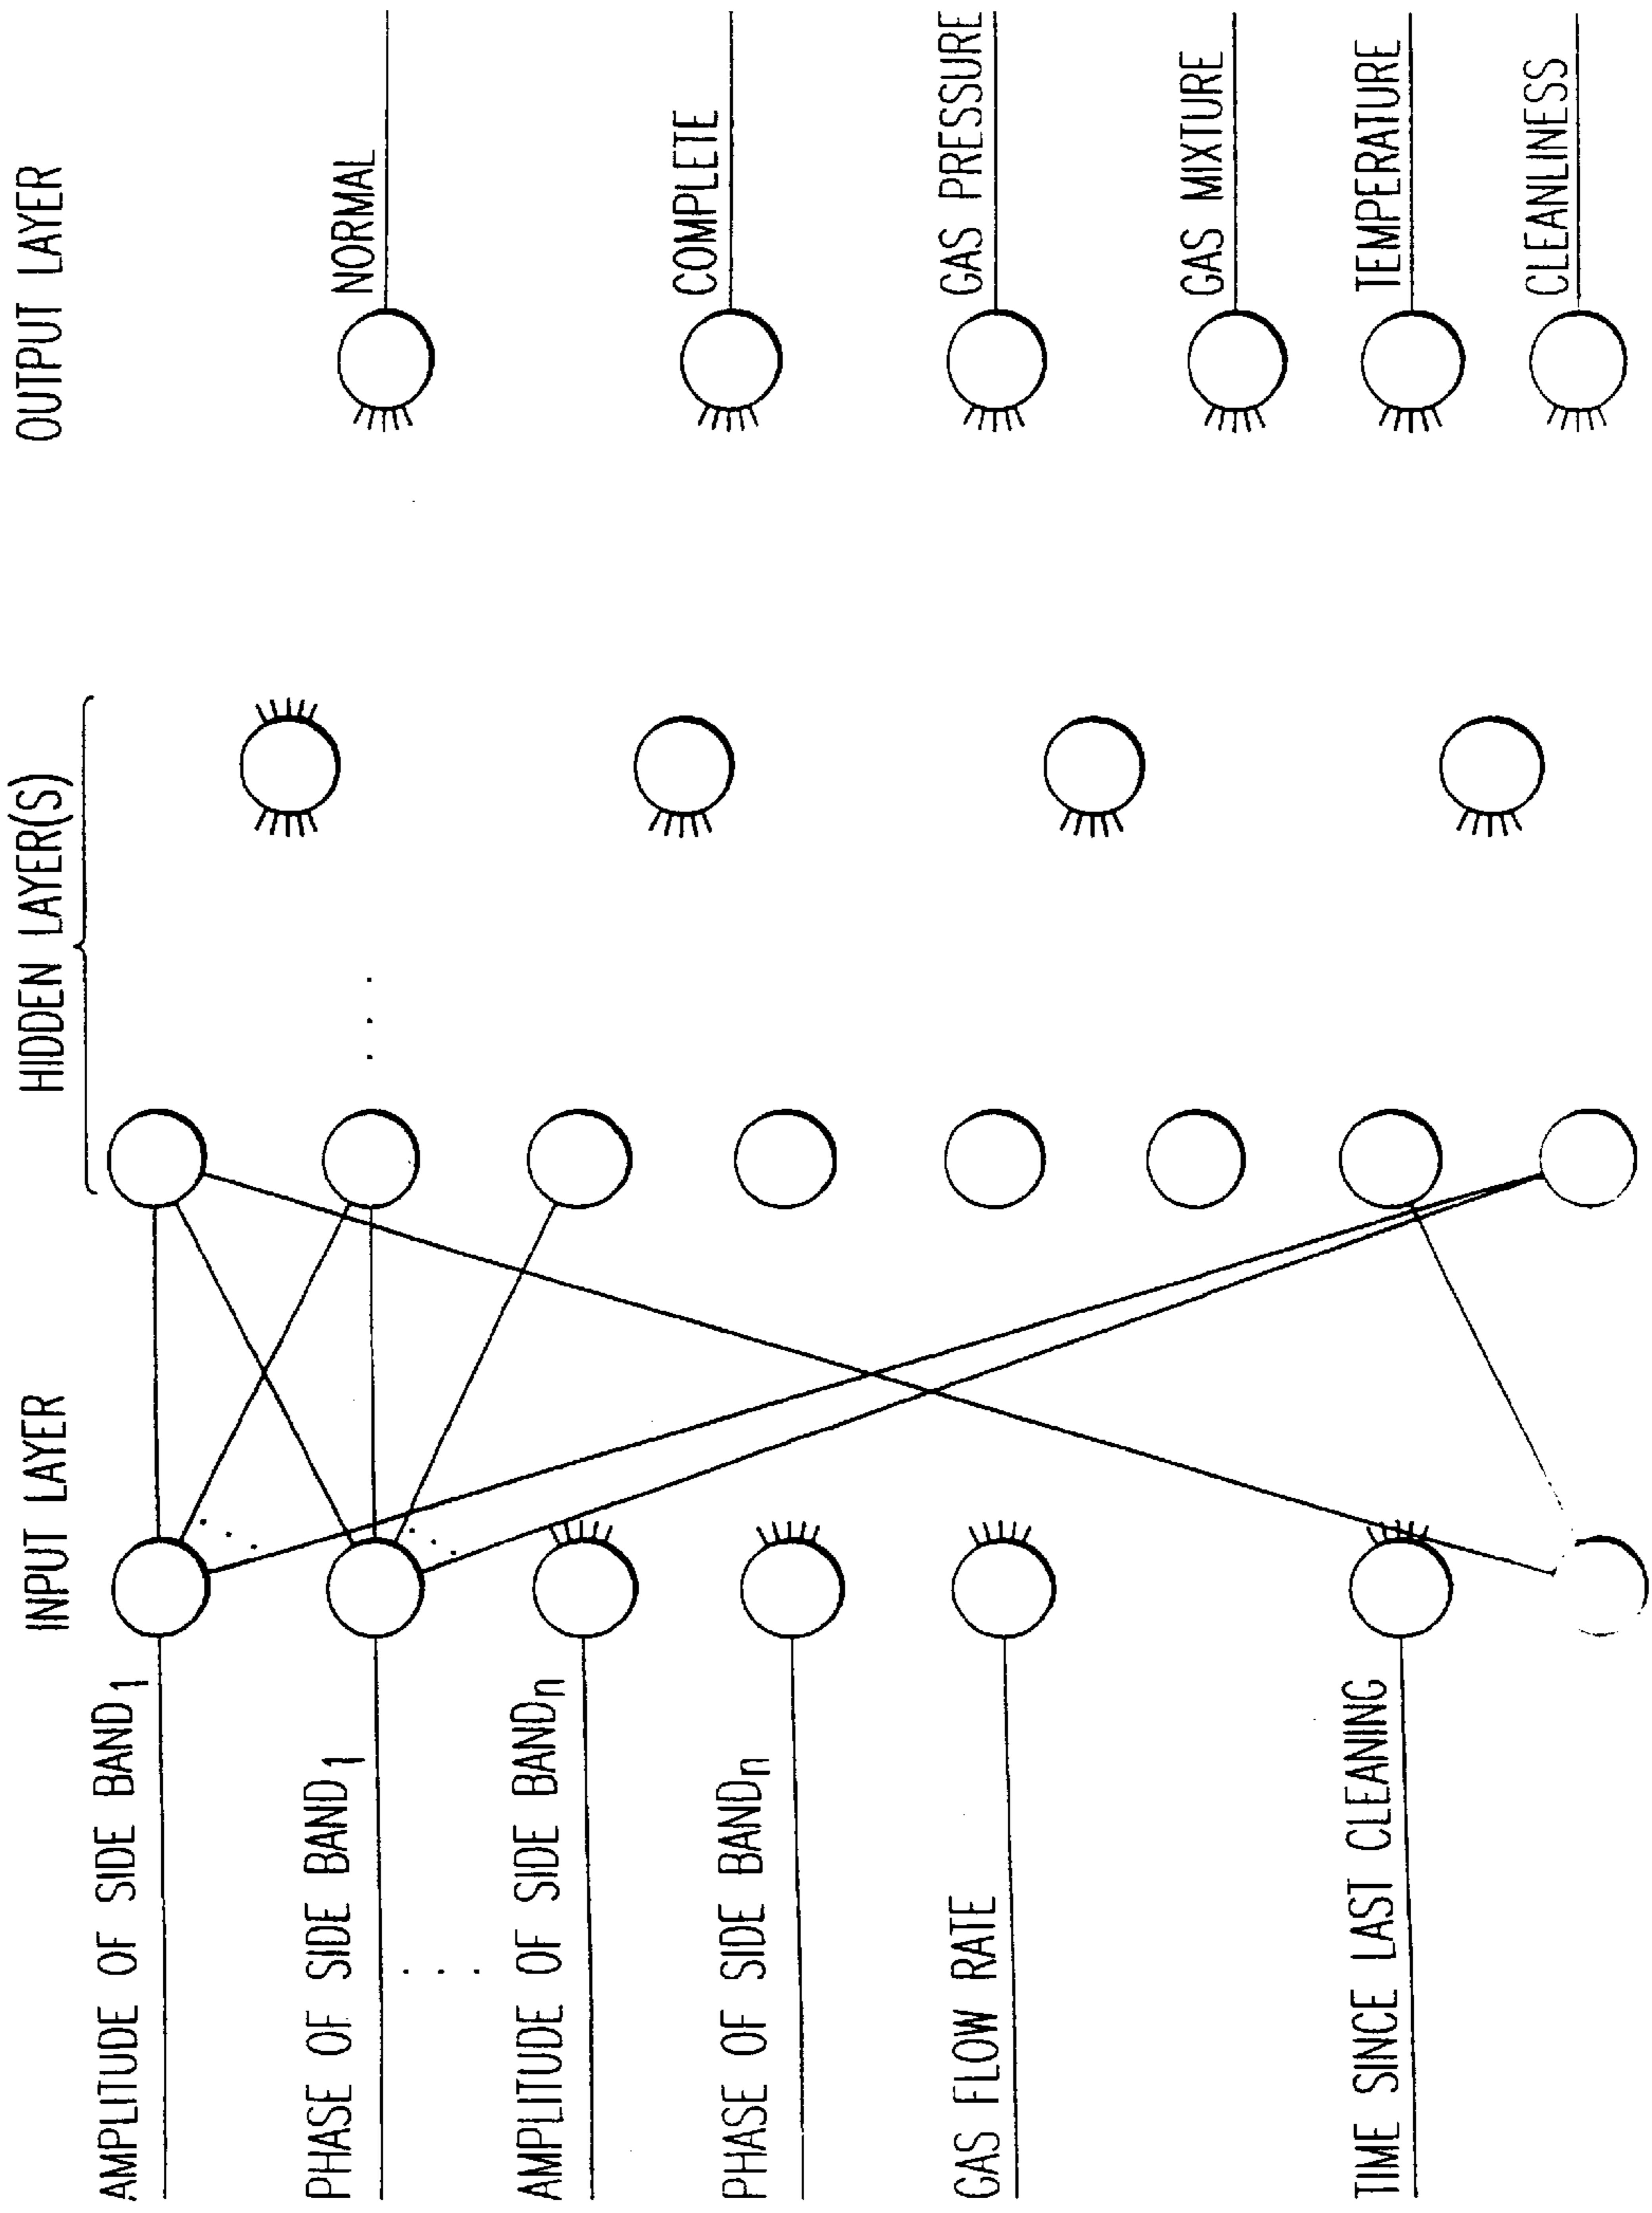 INPUT LAYER
HIDDEN LAYER(S)
OUTPUT LAYER
AMPLITUDE OF SIDE BAND1
PHASE OF SIDE BAND1
AMPLITUDE OF SIDE BANDn
PHASE OF SIDE BANDn
GAS FLOW RATE
TIME SINCE LAST CLEANING
NORMAL
COMPLETE
GAS PRESSURE
GAS MIXTURE
TEMPERATURE
CLEANLINESS